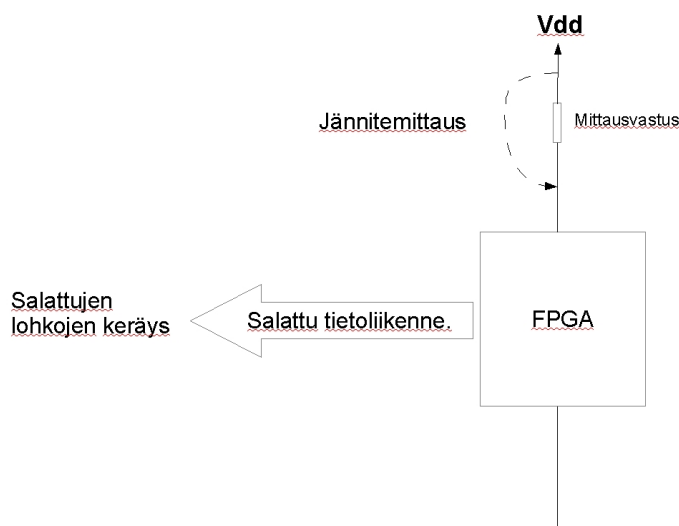 Vdd
Jännitemittaus
Mittausvastus
Salattujen
lohkojen keräys
Salattu tietoliikenne.
FPGA